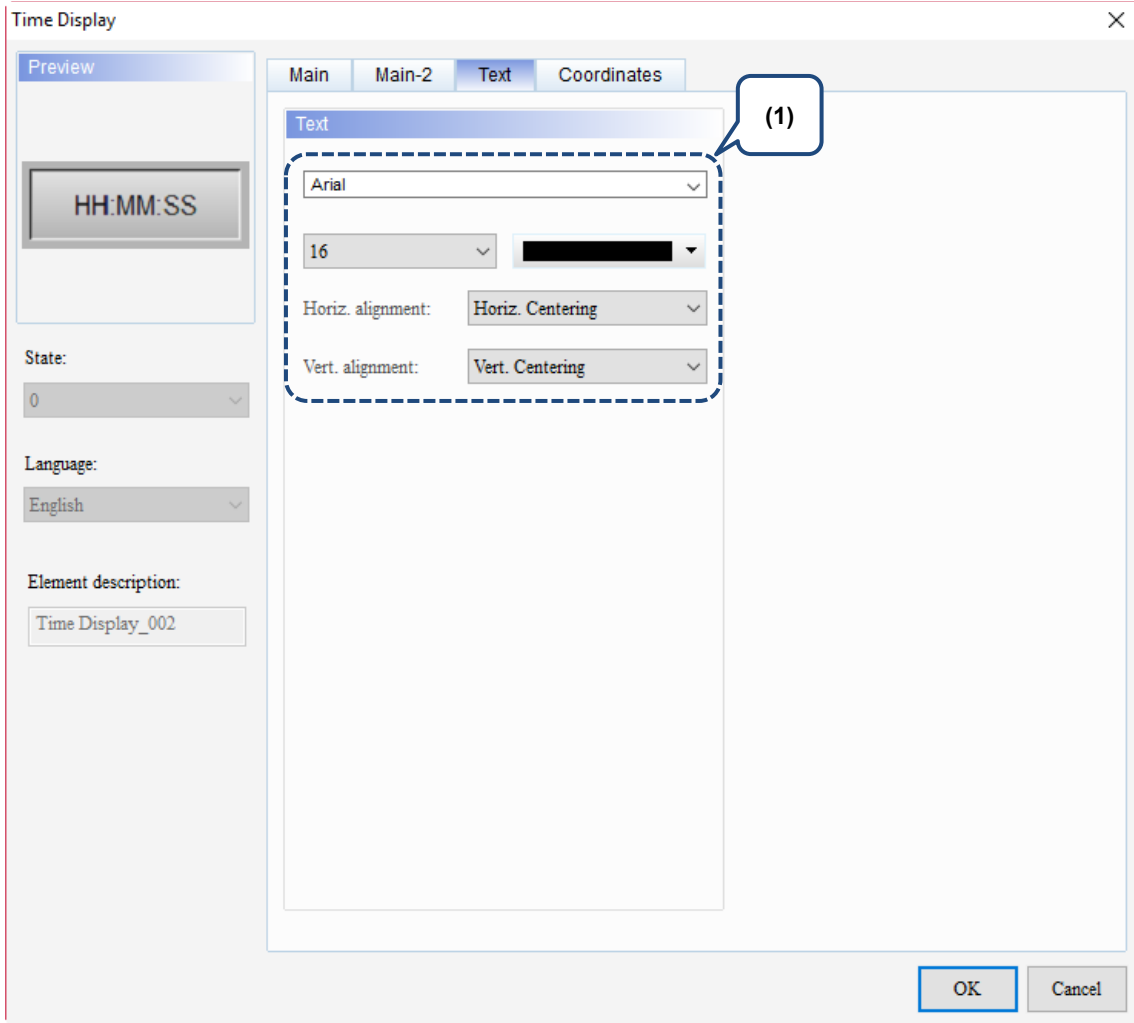 Time Display
Preview
HH:MM:SS
State:
0
Language:
English
Element description:
Time Display_002
Main Main-2 Text Coordinates
(1)
Text
Arial
16
Horiz. alignment: Horiz. Centering
Vert. alignment: Vert. Centering
OK Cancel